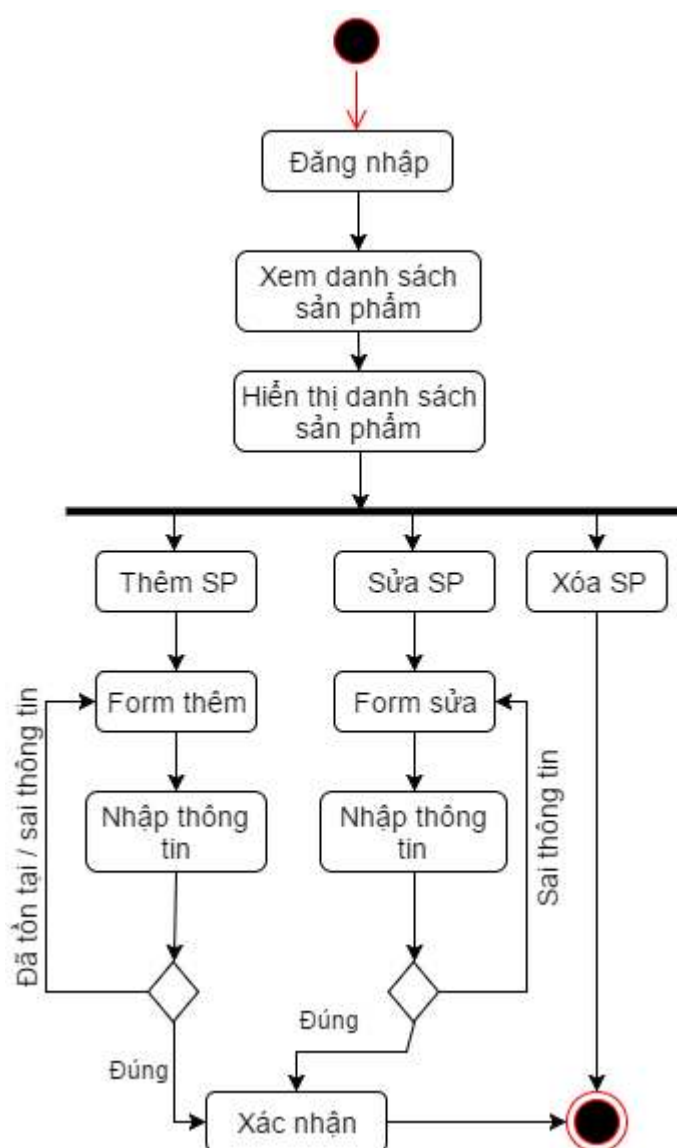 Đăng nhập
Xem danh sách
sản phẩm
Hiển thị danh sách
sản phẩm
Thêm SP
Sửa SP
Xóa SP
Form thêm
Form sửa
Đã tồn tại / sai thông tin
Sai thông tin
Nhập thông
tin
Nhập thông
tin
Đúng
Đúng
Xác nhận